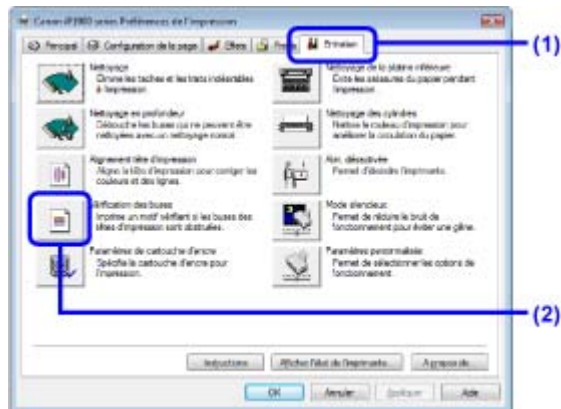 Canon iP1900 series Préférences de l'impression
Principal Configuration de la page Effets Profils Entretien
(1)
Nettoyage
Elimine les taches et les traits indésirables
à l'impression.
Nettoyage de la platine inférieure
Evite les salissures du papier pendant
l'impression.
Nettoyage en profondeur
Débouche les buses qui ne peuvent être
nettoyées avec un nettoyage normal.
Nettoyage des cylindres
Nettoie le rouleau d'impression pour
améliorer la circulation du papier.
Alignement tête d'impression
Aligne la tête d'impression pour corriger les
couleurs et des lignes.
Alim. désactivée
Permet d'éteindre l'imprimante.
Vérification des buses
Imprime un motif vérifiant si les buses des
têtes d'impression sont obstruées.
Mode silencieux
Permet de réduire le bruit de
fonctionnement pour éviter une gêne.
Paramètres de cartouche d'encre
Spécifie la cartouche d'encre pour
l'impression.
Paramètres personnalisés
Permet de sélectionner les options de
fonctionnement.
(2)
Instructions Afficher l'état de l'imprimante... A propos de...
OK Annuler Appliquer Aide